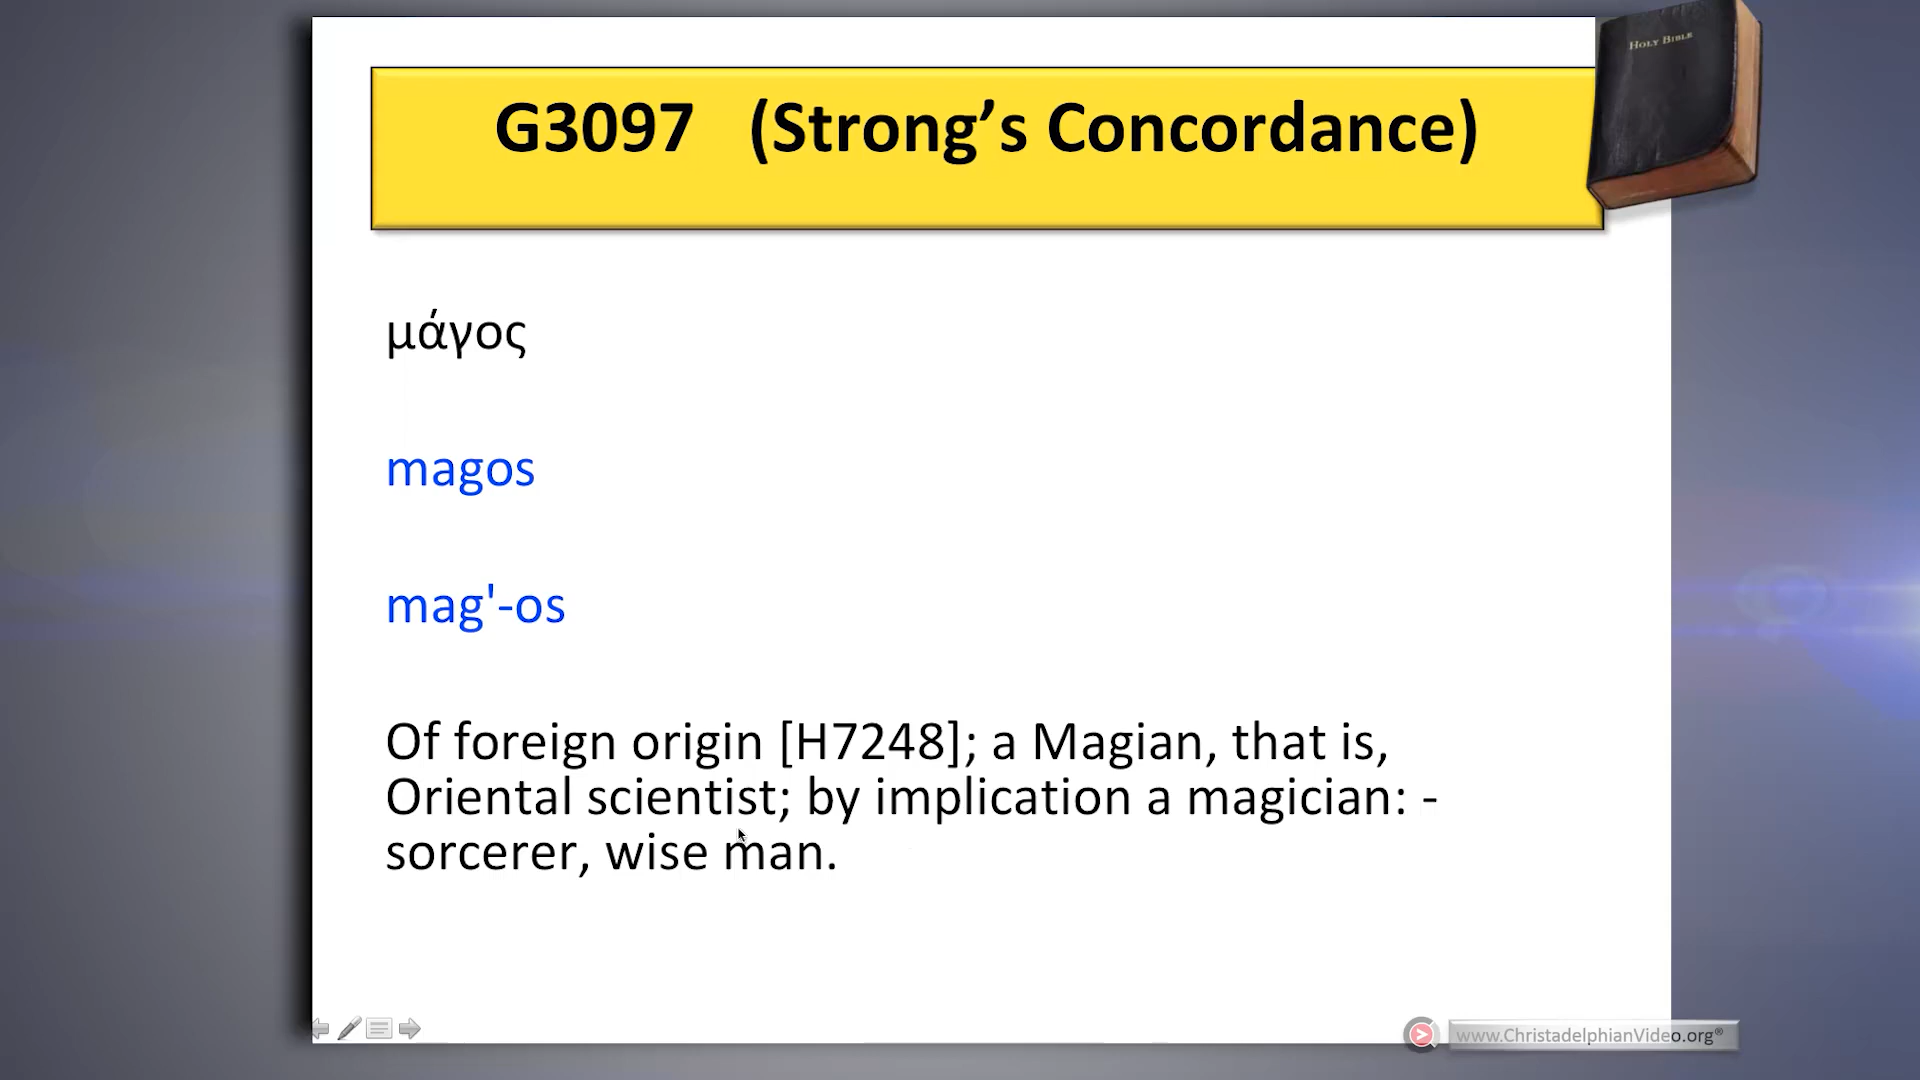 HOLY BIBLE
G3097 (Strong’s Concordance)
μάγος
magos
mag'-os
Of foreign origin [H7248]; a Magian, that is,
Oriental scientist; by implication a magician: -
sorcerer, wise man.
www.ChristadelphianVideo.org®